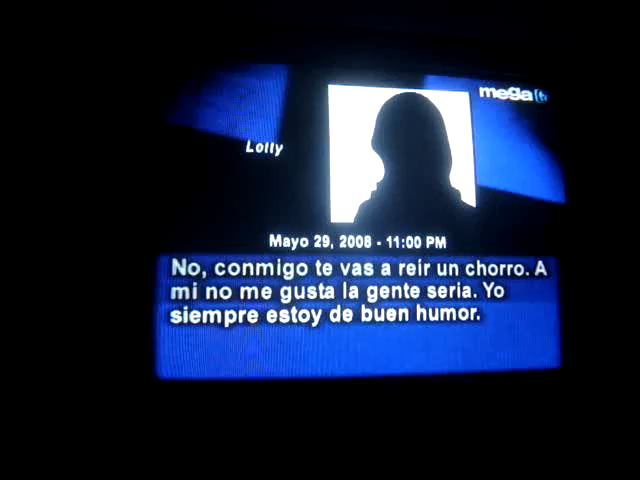 mega tv
Lolly
Mayo 29, 2008 - 11:00 PM
No, conmigo te vas a reír un chorro. A
mi no me gusta la gente seria. Yo
siempre estoy de buen humor.